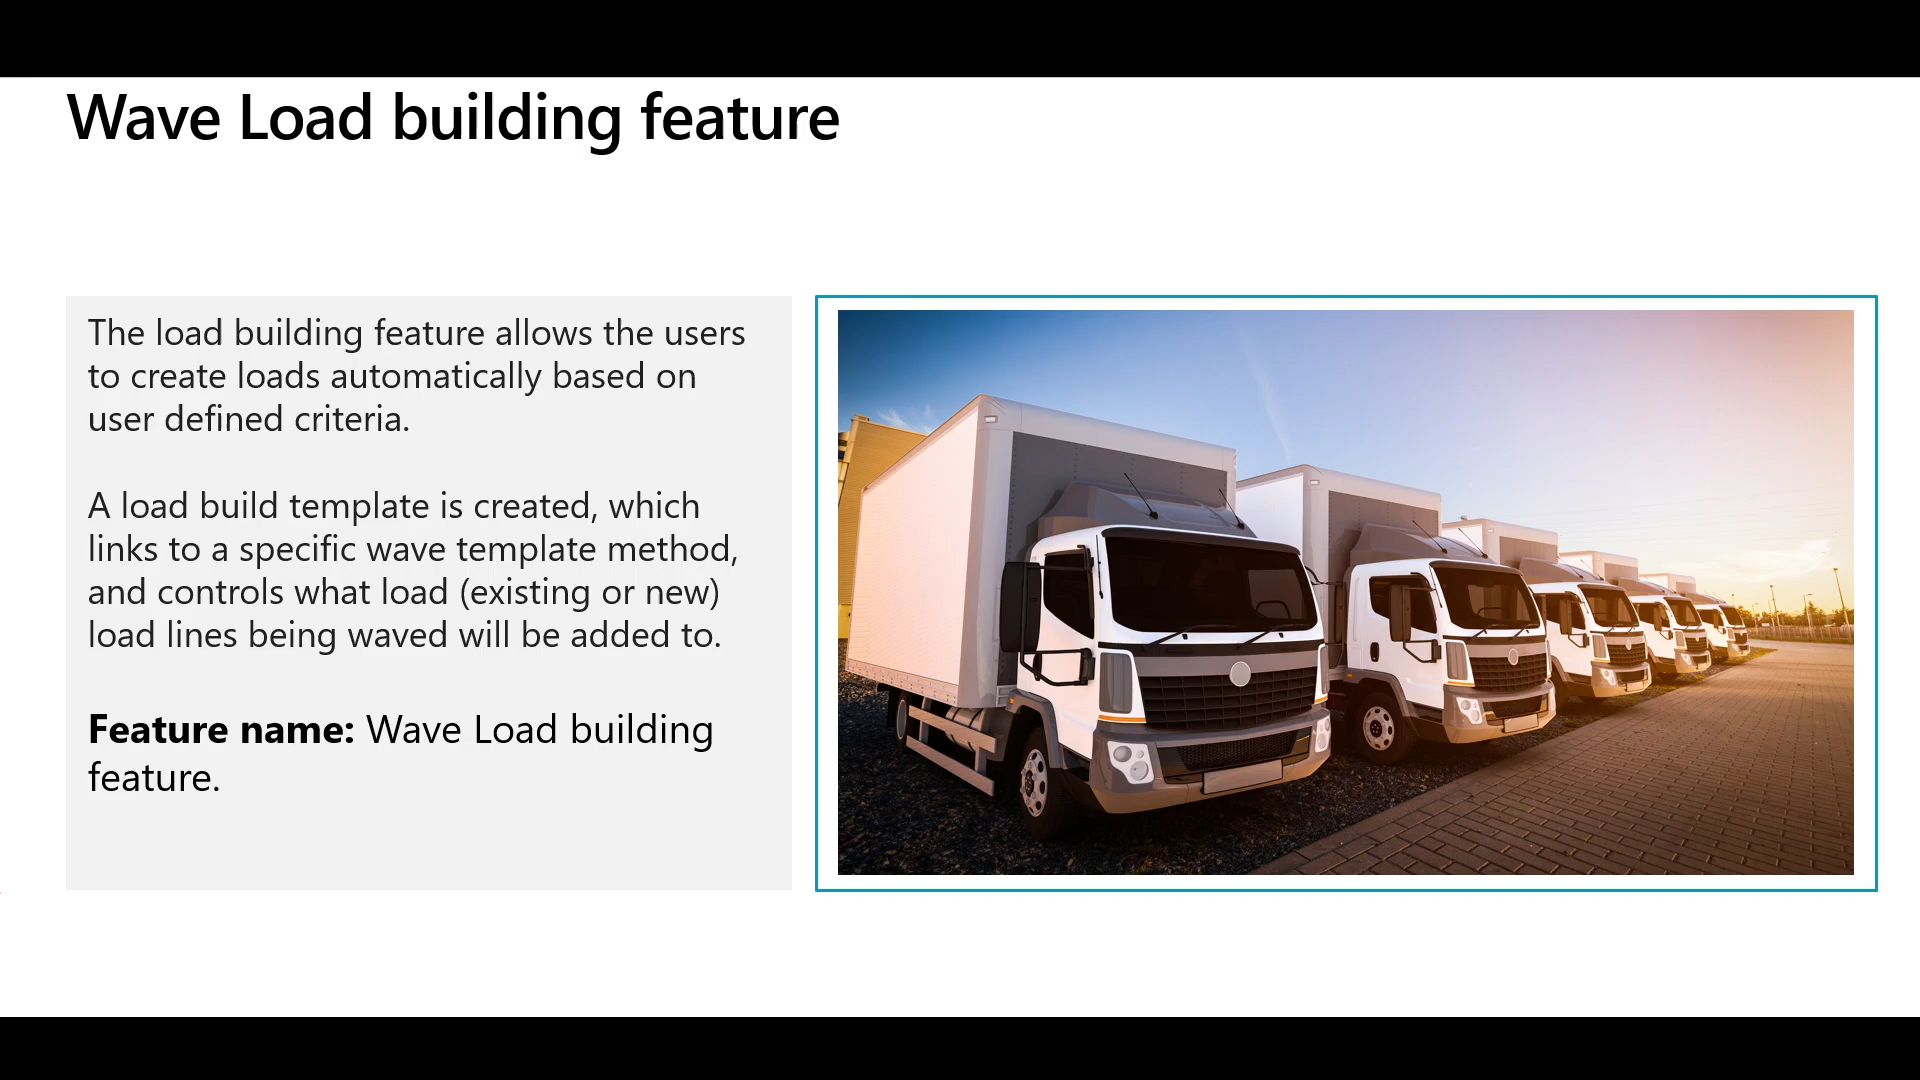 Wave Load building feature
The load building feature allows the users
to create loads automatically based on
user defined criteria.
A load build template is created, which
links to a specific wave template method,
and controls what load (existing or new)
load lines being waved will be added to.
Feature name: Wave Load building
feature.